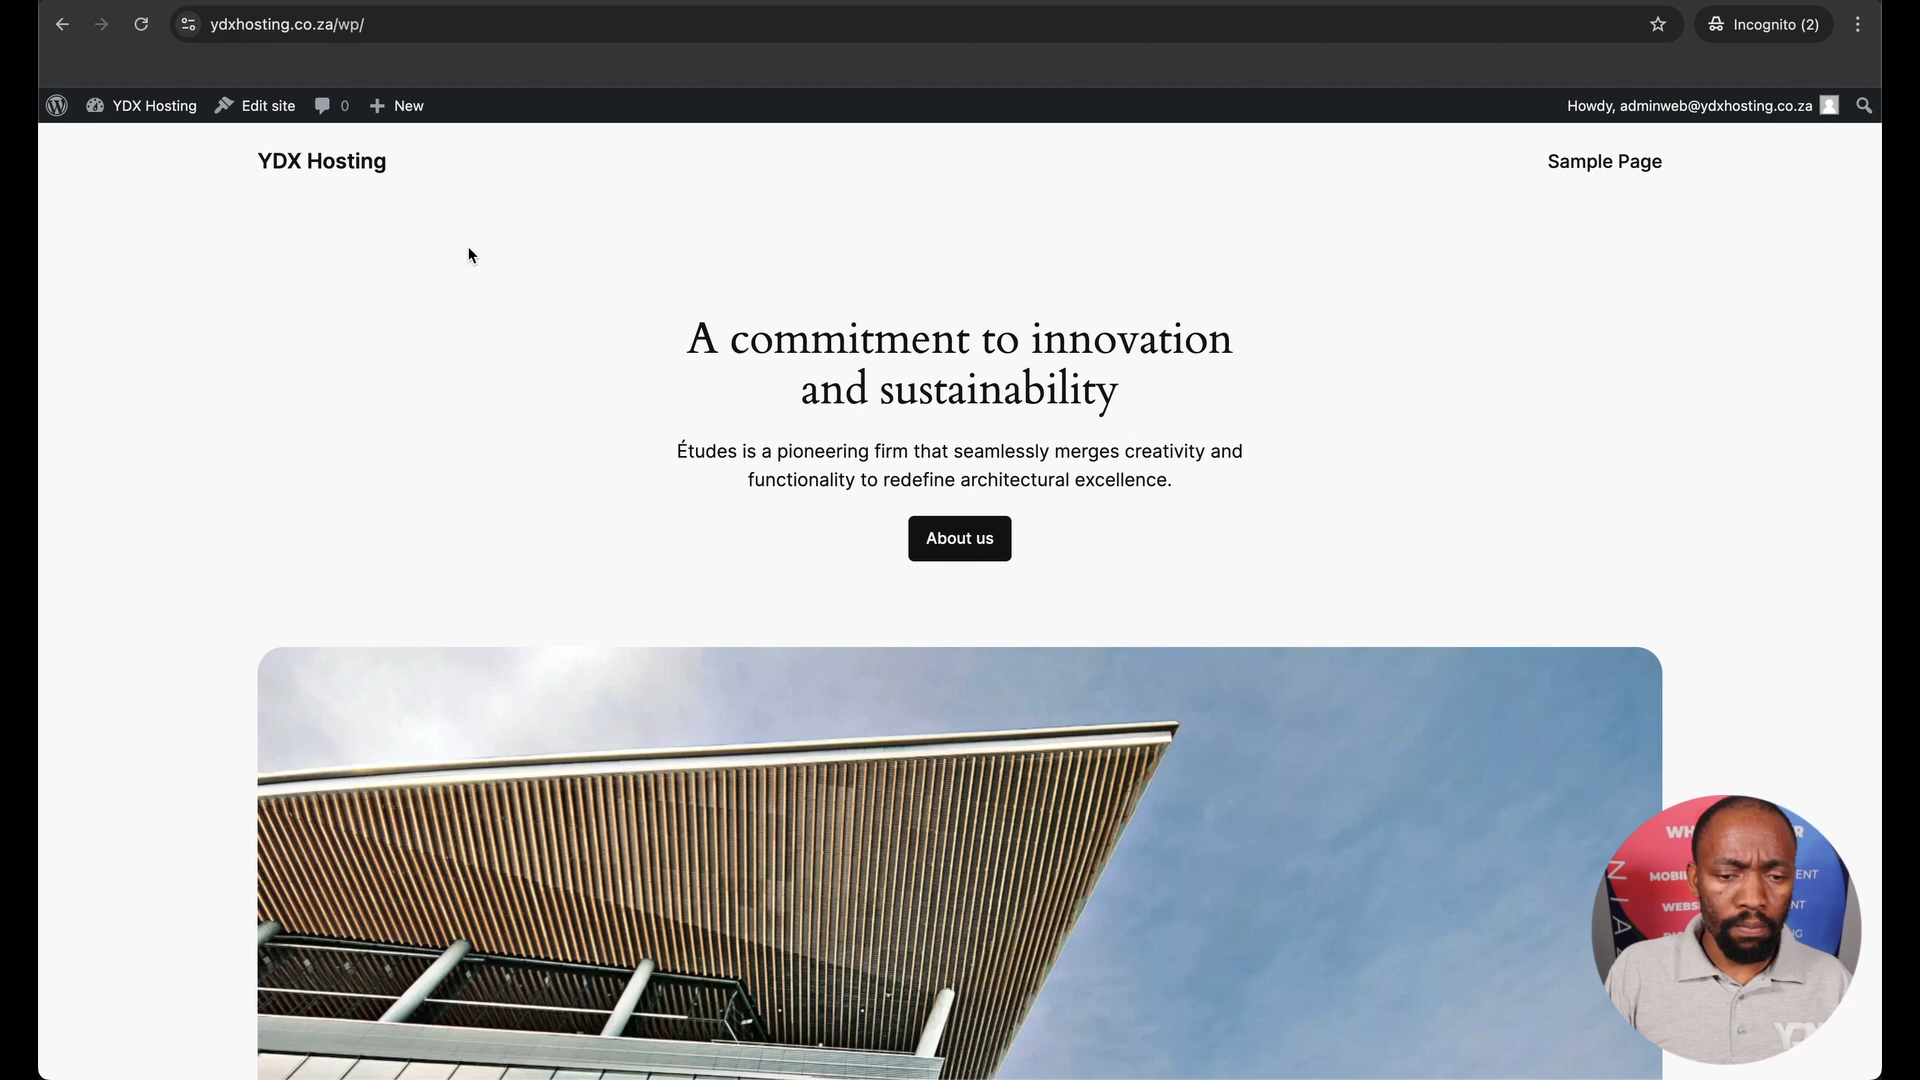 ydxhosting.co.za/wp/
Incognito (2)
YDX Hosting
Edit site
0
New
Howdy, adminweb@ydxhosting.co.za
YDX Hosting
Sample Page
A commitment to innovation
and sustainability
Études is a pioneering firm that seamlessly merges creativity and
functionality to redefine architectural excellence.
About us